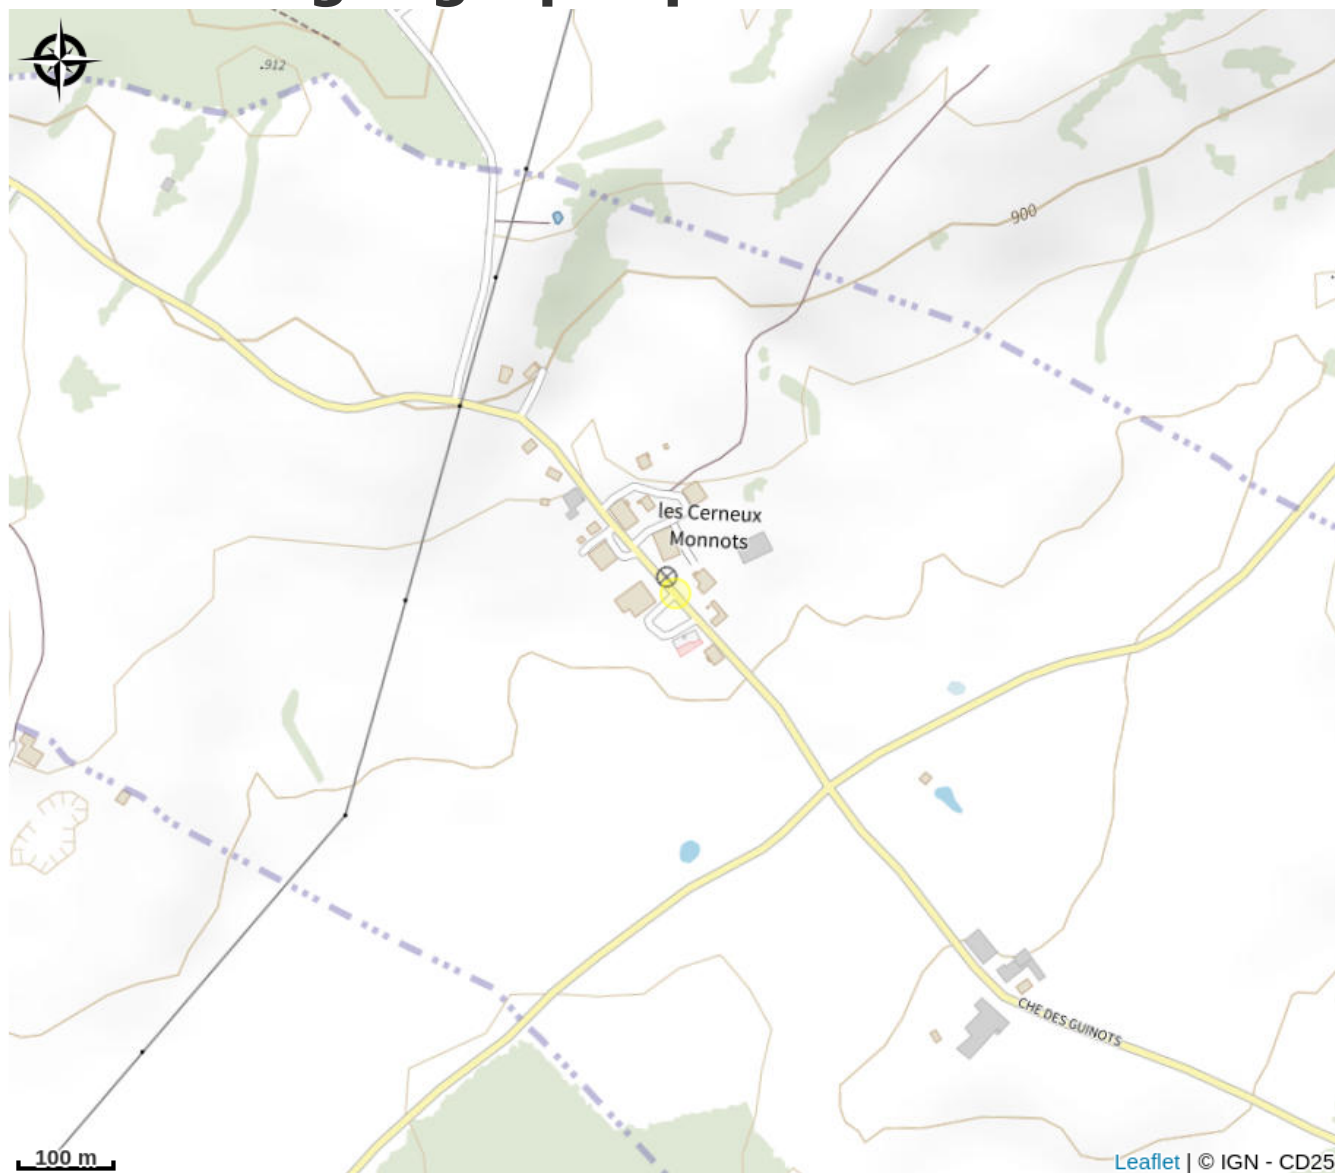 912
900
les Cerneux
Monnots
CHE DES GUINOTS
100 m
Leaflet | © IGN - CD25